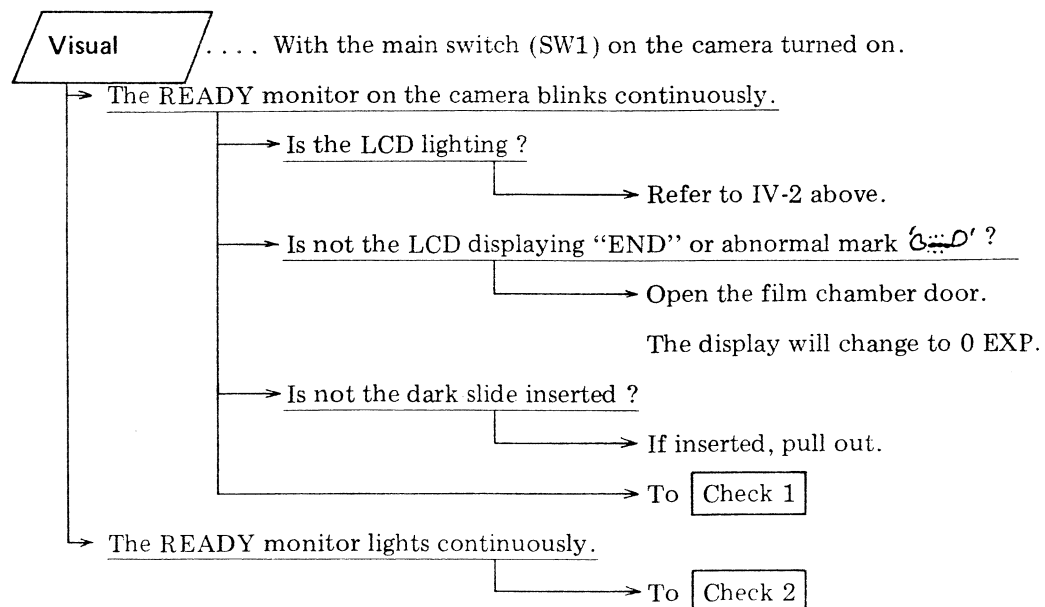 Visual .... With the main switch (SW1) on the camera turned on.
The READY monitor on the camera blinks continuously.
Is the LCD lighting ?
Refer to IV-2 above.
Is not the LCD displaying “END” or abnormal mark ?
Open the film chamber door.
The display will change to 0 EXP.
Is not the dark slide inserted ?
If inserted, pull out.
To Check 1
The READY monitor lights continuously.
To Check 2